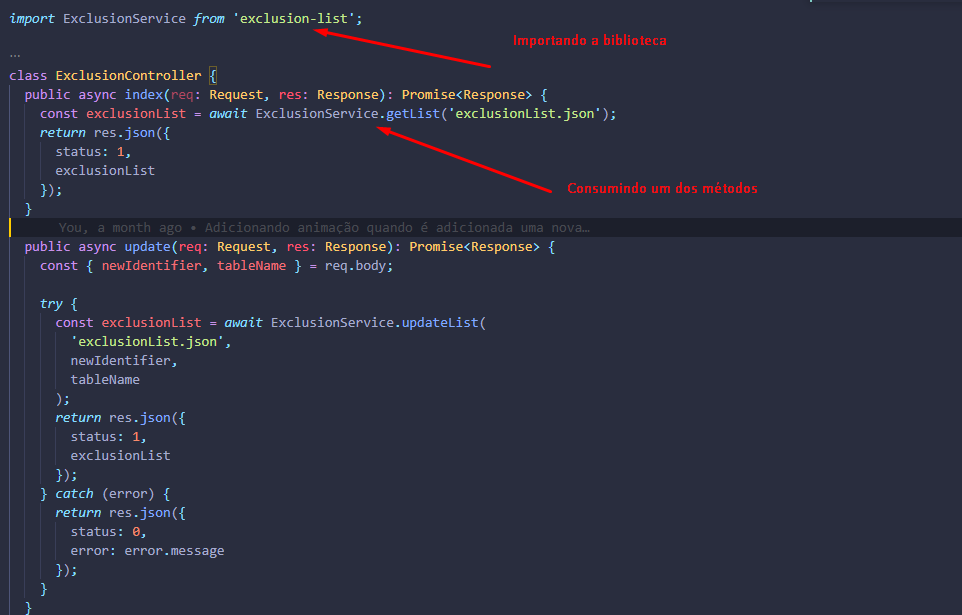 import ExclusionService from 'exclusion-list';
Importando a biblioteca
...
class ExclusionController {
public async index(req: Request, res: Response): Promise<Response> {
const exclusionList = await ExclusionService.getList('exclusionList.json');
return res.json({
status: 1,
exclusionList
Consumindo um dos métodos
});
}
You, a month ago • Adicionando animação quando é adicionada uma nova…
public async update(req: Request, res: Response): Promise<Response> {
const { newIdentifier, tableName } = req.body;
try {
const exclusionList = await ExclusionService.updateList(
'exclusionList.json',
newIdentifier,
tableName
);
return res.json({
status: 1,
exclusionList
});
} catch (error) {
return res.json({
status: 0,
error: error.message
});
}
}